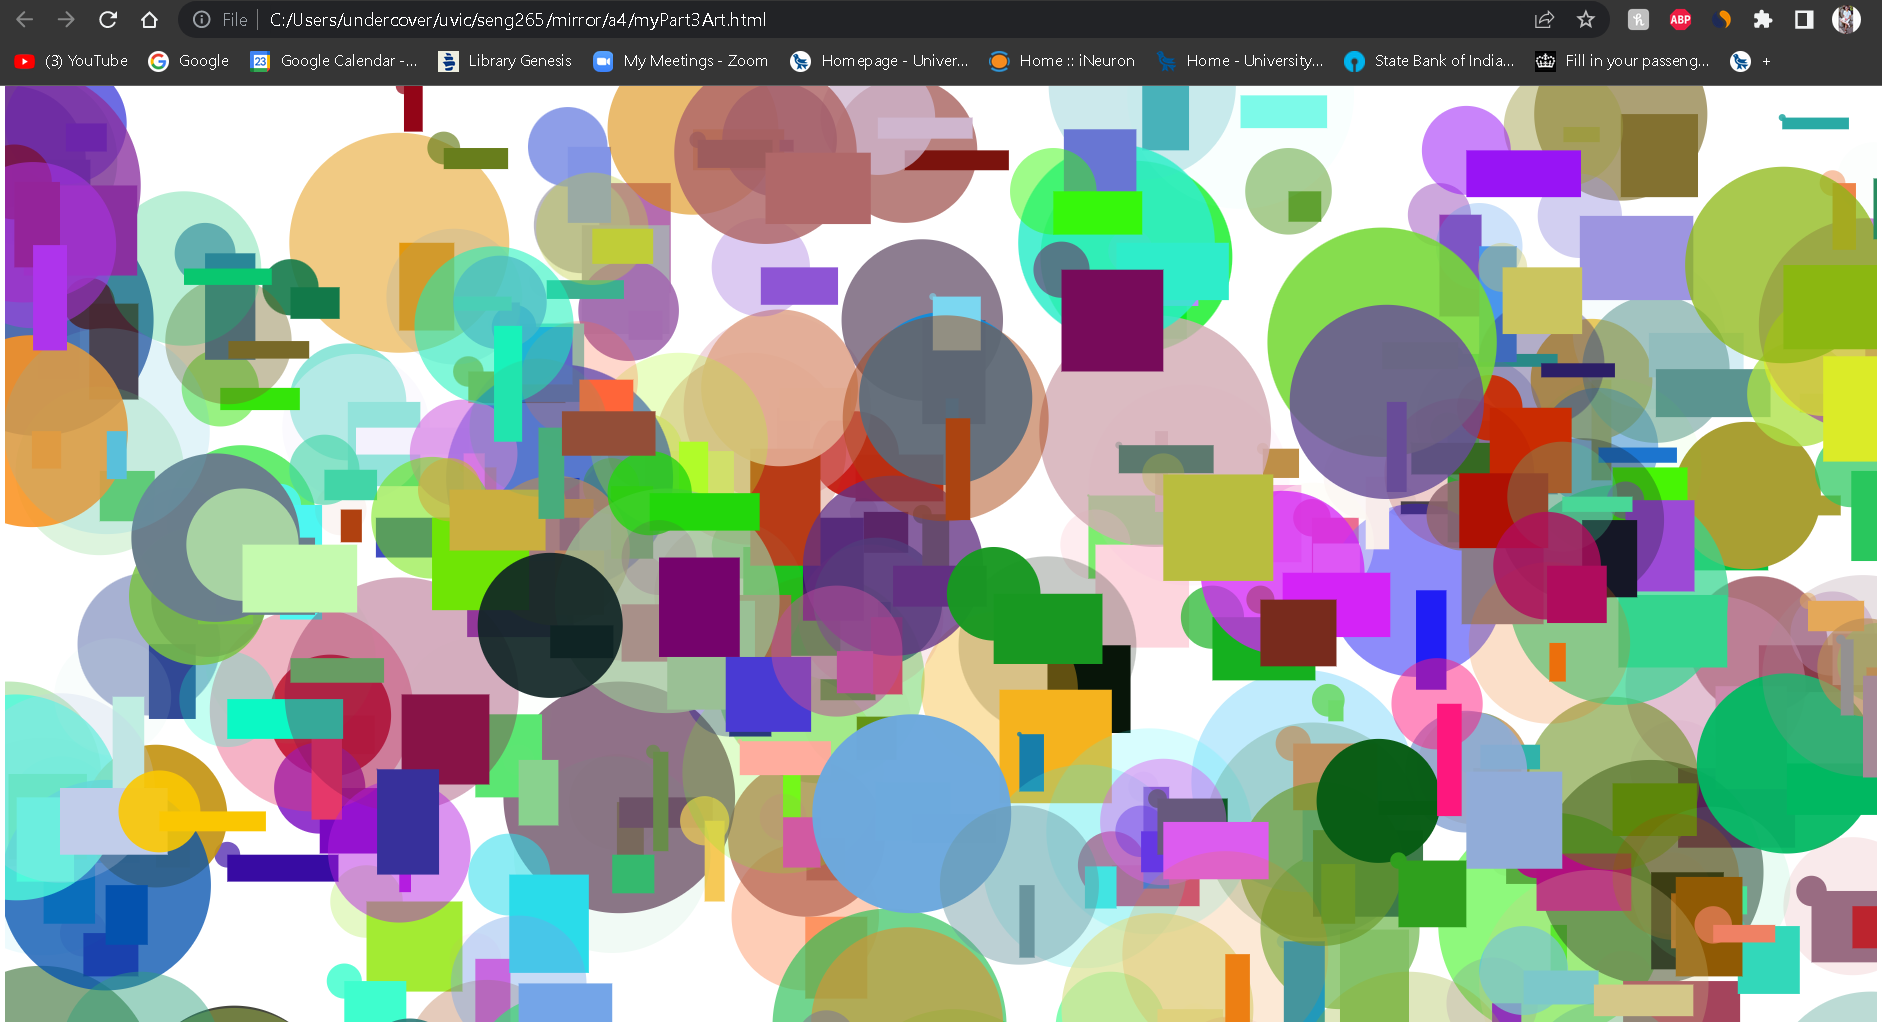 File C:/Users/undercover/uvic/seng265/mirror/a4/myPart3Art.html
ABP
(3) YouTube Google 23 Google Calendar -... Library Genesis My Meetings - Zoom Homepage - Univer... Home :: iNeuron Home - University... State Bank of India... Fill in your passeng... +